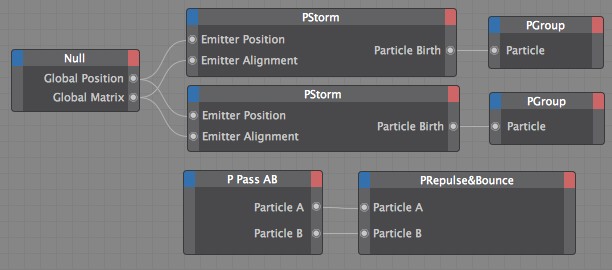 Null
Global Position
Global Matrix
PStorm
Emitter Position
Emitter Alignment
Particle Birth
PGroup
Particle
PStorm
Emitter Position
Emitter Alignment
Particle Birth
PGroup
Particle
P Pass AB
Particle A
Particle B
PRepulse&Bounce
Particle A
Particle B